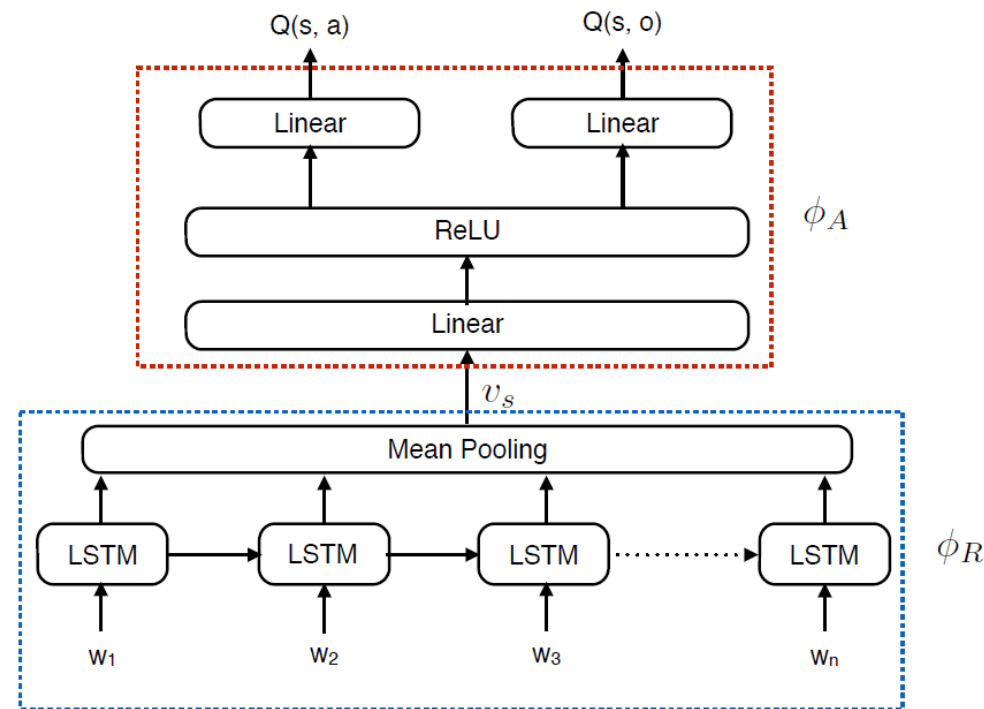 Q(s, a) Q(s, o)
Linear Linear
ϕ_A
ReLU
Linear
v_s
Mean Pooling
LSTM LSTM LSTM LSTM
ϕ_R
w₁ w₂ w₃ wₙ